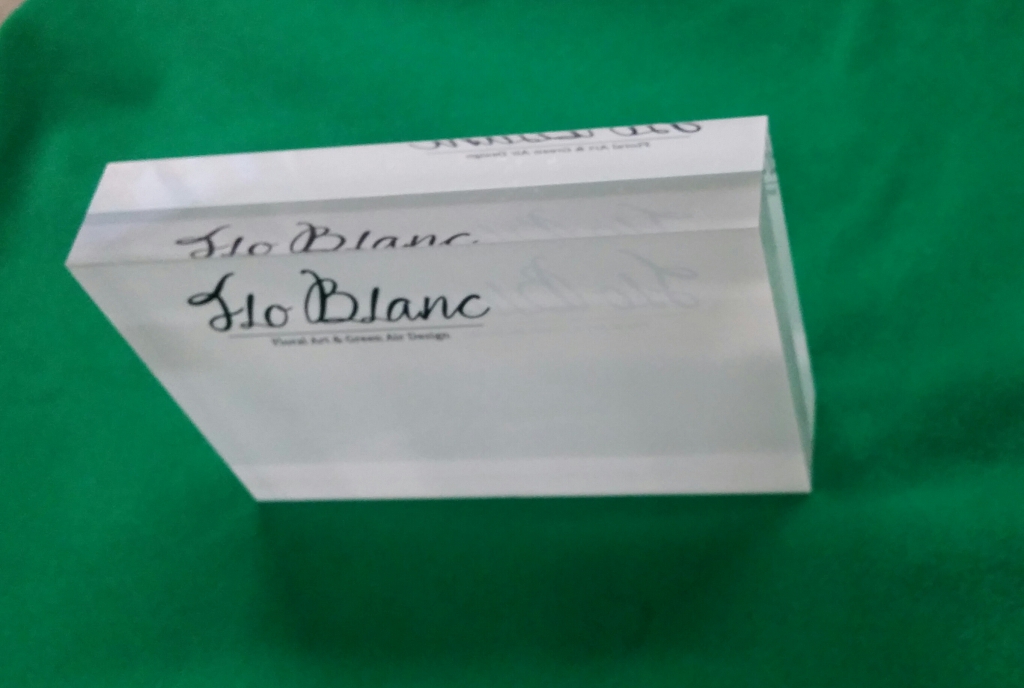 Flo Blanc
Floral Art & Green Air Design